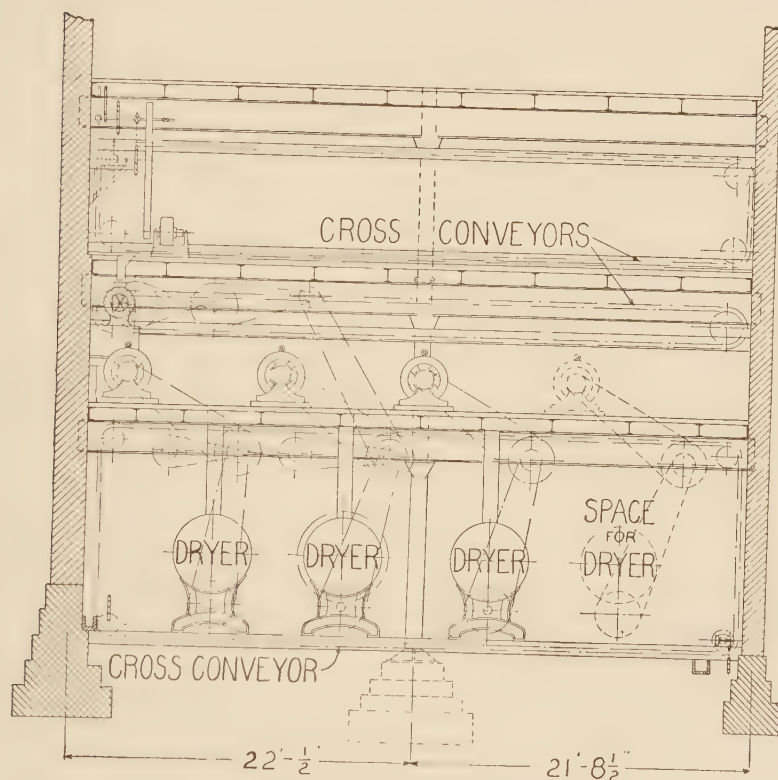 CROSS CONVEYORS
SPACE
FOR
DRYER DRYER DRYER DRYER
CROSS CONVEYOR
22'-½" 21'-8½"